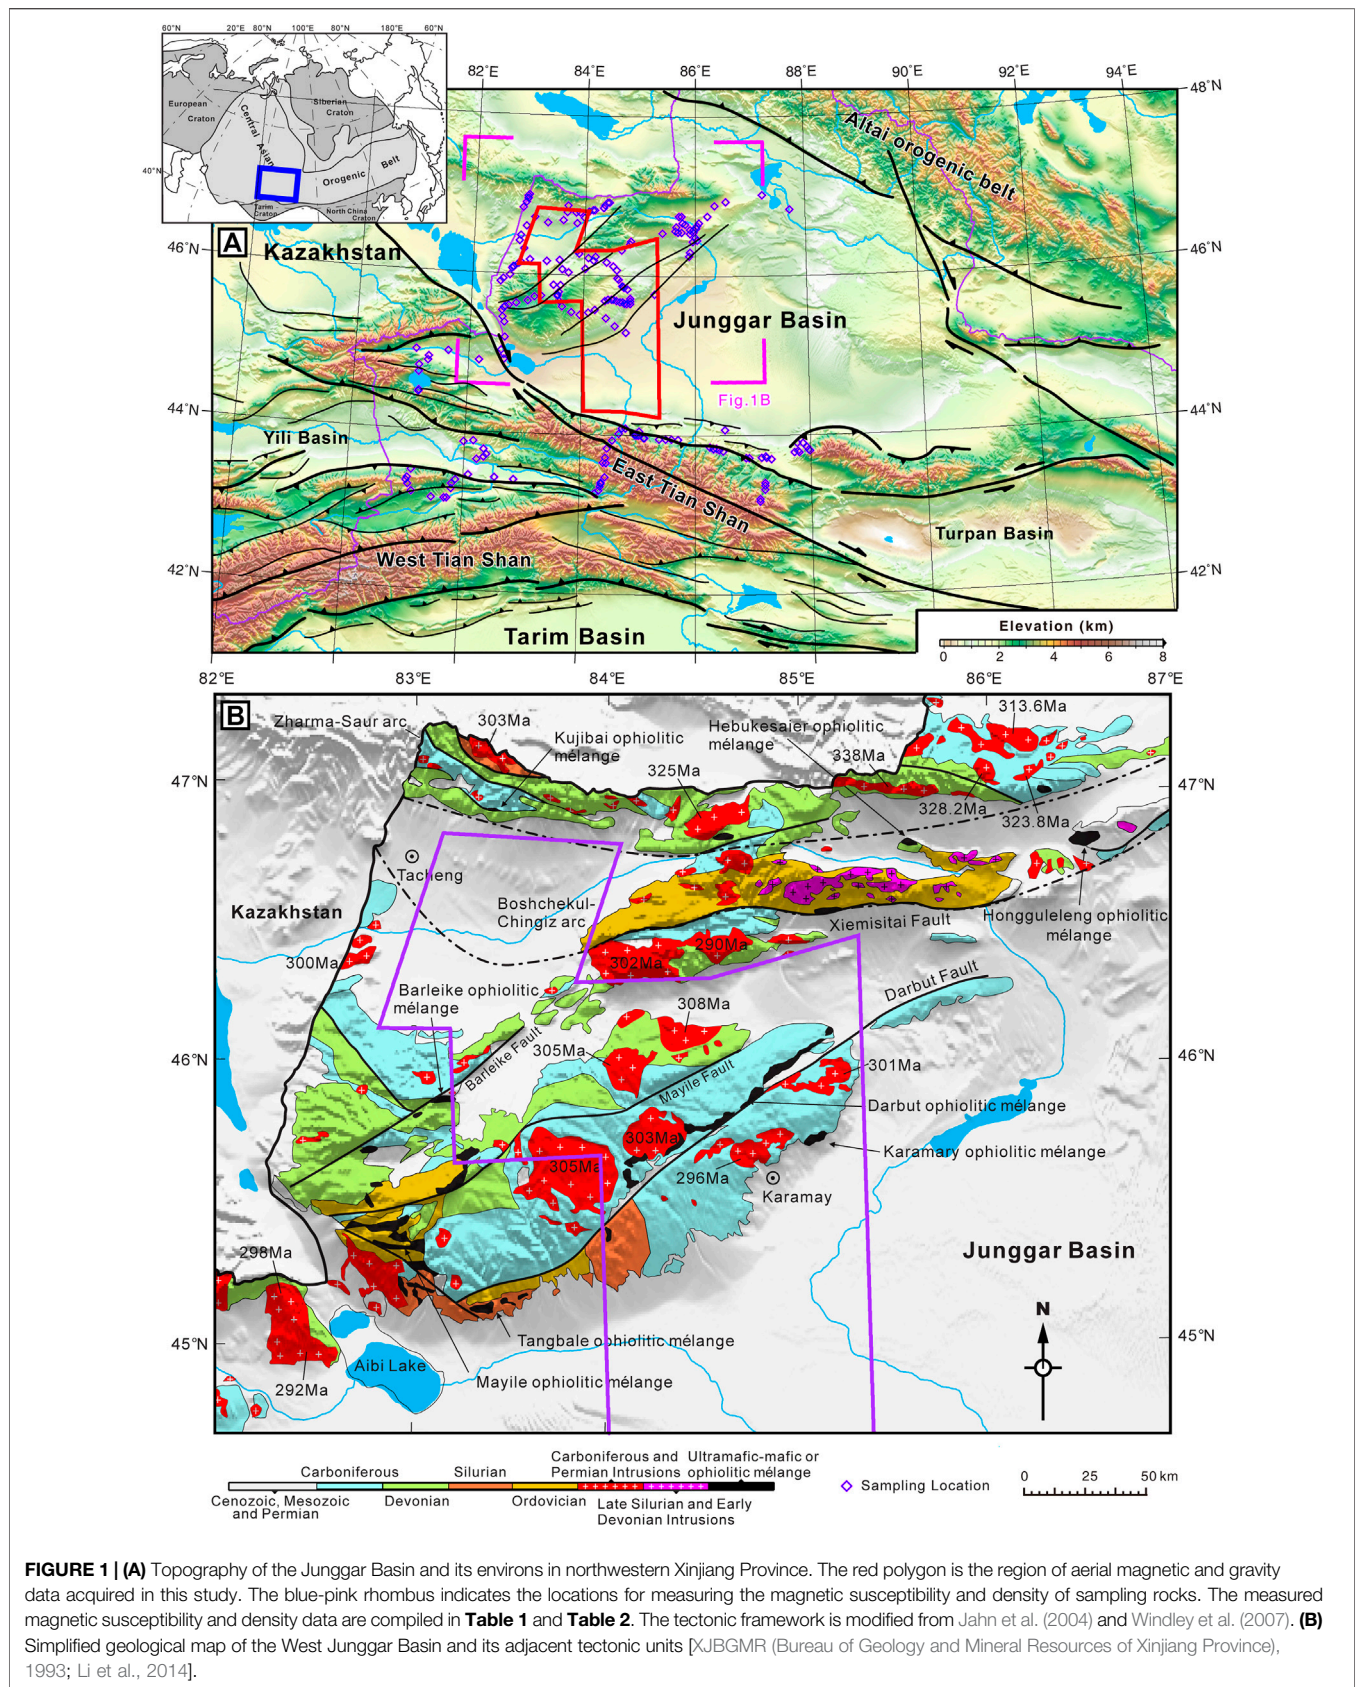 60°N 20°E 80°N 100°E 80°N 180°E 60°N
European
Craton
Siberian
Craton
Central Asian
Orogenic Belt
40°N
Tarim
Craton
North China
Craton
82°E 84°E 86°E 88°E 90°E 92°E 94°E
48°N
A
46°N
46°N
44°N
44°N
42°N
42°N
Altai
orogenic belt
Kazakhstan
Junggar Basin
Fig.1B
Yili Basin
East Tian Shan
Turpan Basin
West Tian Shan
Tarim Basin
Elevation (km)
0 2 4 6 8
82°E 83°E 84°E 85°E 86°E 87°E
B
Zharma-Saur arc
303Ma
Kujibai ophiolitic
mélange
Hebukesaier ophiolitic
mélange
313.6Ma
325Ma
338Ma
47°N
47°N
328.2Ma
323.8Ma
Tacheng
Boshchekul-
Chingiz arc
Kazakhstan
Xiemisitai Fault
Hongguleleng ophiolitic
mélange
290Ma
302Ma
300Ma
Barleike ophiolitic
mélange
Darbut Fault
308Ma
305Ma
Barleike Fault
Mayile Fault
46°N
46°N
301Ma
Darbut ophiolitic mélange
303Ma
Karamary ophiolitic mélange
305Ma
296Ma
Karamay
298Ma
Junggar Basin
N
45°N
45°N
Tangbale ophiolitic mélange
Aibi Lake
Mayile ophiolitic mélange
292Ma
Carboniferous Silurian Carboniferous and
Permian Intrusions Ultramafic-mafic or
ophiolitic mélange
Cenozoic, Mesozoic
and Permian Devonian Ordovician Late Silurian and Early
Devonian Intrusions
Sampling Location
0 25 50 km
FIGURE 1 | (A) Topography of the Junggar Basin and its environs in northwestern Xinjiang Province. The red polygon is the region of aerial magnetic and gravity
data acquired in this study. The blue-pink rhombus indicates the locations for measuring the magnetic susceptibility and density of sampling rocks. The measured
magnetic susceptibility and density data are compiled in Table 1 and Table 2. The tectonic framework is modified from Jahn et al. (2004) and Windley et al. (2007). (B)
Simplified geological map of the West Junggar Basin and its adjacent tectonic units [XJBGMR (Bureau of Geology and Mineral Resources of Xinjiang Province),
1993; Li et al., 2014].